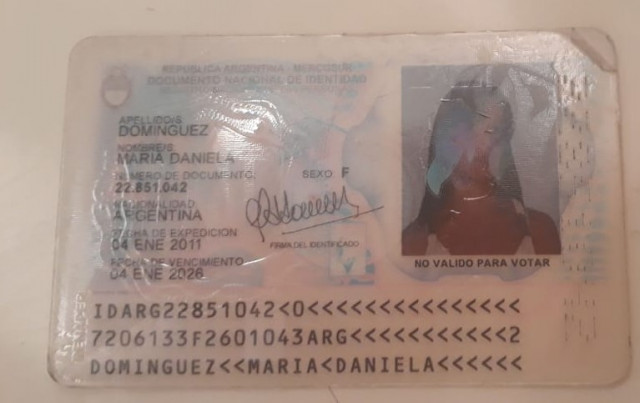 REPUBLICA ARGENTINA - MERCOSUR
DOCUMENTO NACIONAL DE IDENTIDAD
APELLIDO/S
DOMINGUEZ
NOMBRE/S
MARIA DANIELA
NUMERO DE DOCUMENTO
SEXO F
22.851.042
NACIONALIDAD
ARGENTINA
FECHA DE EXPEDICION
04 ENE 2011
FIRMA DEL IDENTIFICADO
FECHA DE VENCIMIENTO
04 ENE 2026
NO VALIDO PARA VOTAR
IDARG22851042<0<<<<<<<<<<<<<<<
7206133F2601043ARG<<<<<<<<<<<2
DOMINGUEZ<<MARIA<DANIELA<<<<<<